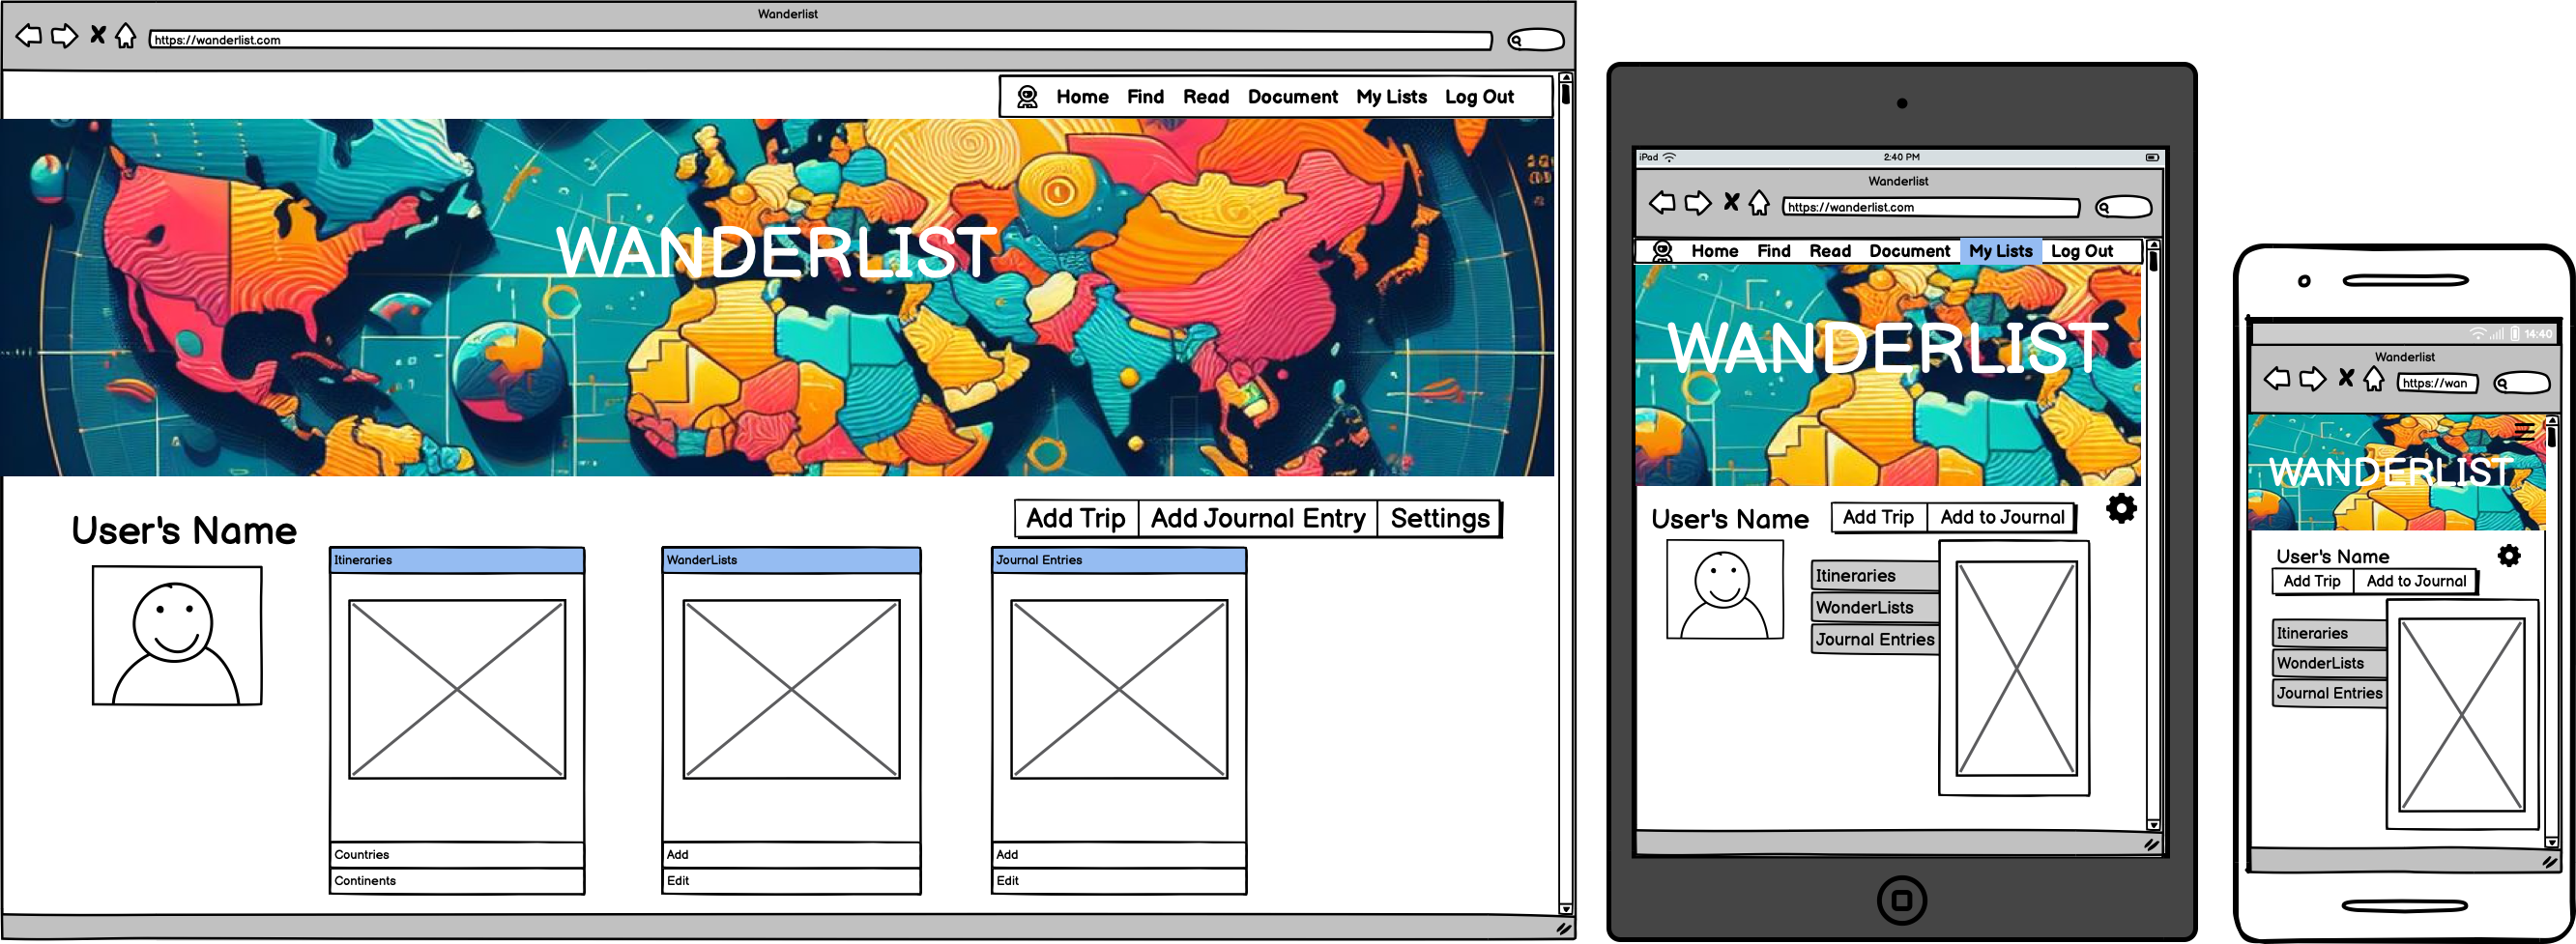 Wanderlist
https://wanderlist.com
Home Find Read Document My Lists Log Out
WANDERLIST
User's Name
Add Trip Add Journal Entry Settings
Itineraries
Countries
Continents
WanderLists
Add
Edit
Journal Entries
Add
Edit
iPad 2:40 PM
Wanderlist
https://wanderlist.com
Home Find Read Document My Lists Log Out
WANDERLIST
User's Name
Add Trip Add to Journal
Itineraries
WonderLists
Journal Entries
14:40
Wanderlist
https://wan
WANDERLIST
User's Name
Add Trip Add to Journal
Itineraries
WonderLists
Journal Entries